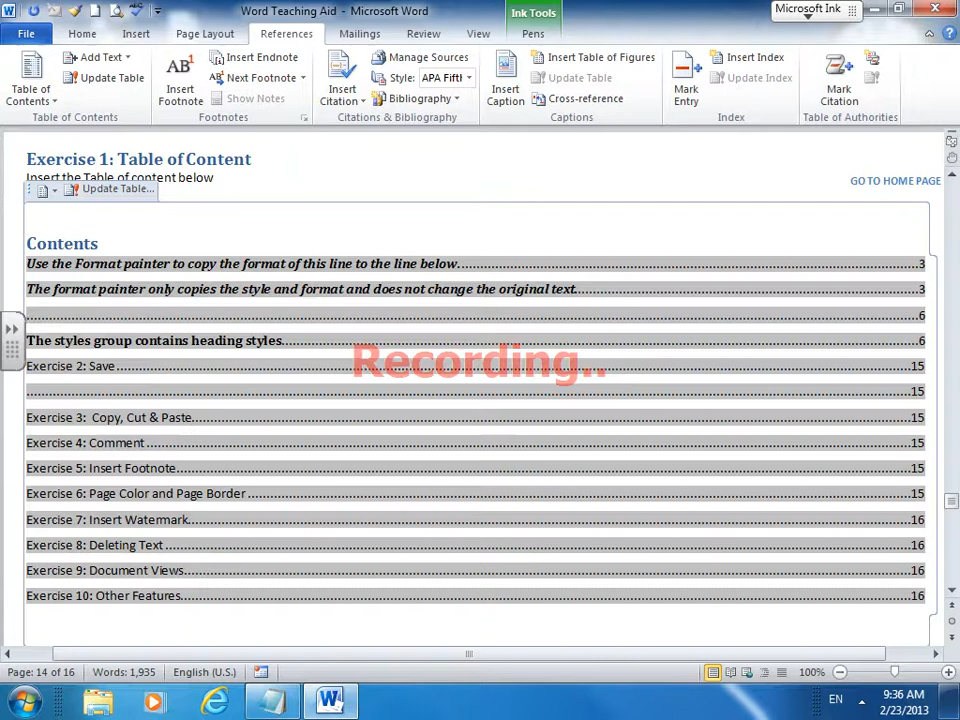 Word Teaching Aid - Microsoft Word
Ink Tools
Microsoft Ink
File Home Insert Page Layout References Mailings Review View Pens
Table of Contents
Add Text
Update Table
Table of Contents
AB1
Insert Footnote
Insert Endnote
Next Footnote
Show Notes
Footnotes
Insert Citation
Manage Sources
Style: APA Fift
Bibliography
Citations & Bibliography
Insert Caption
Insert Table of Figures
Update Table
Cross-reference
Captions
Mark Entry
Insert Index
Update Index
Index
Mark Citation
Table of Authorities
Exercise 1: Table of Content
Insert the Table of content below
GO TO HOME PAGE
Update Table...
Contents
Use the Format painter to copy the format of this line to the line below. 3
The format painter only copies the style and format and does not change the original text. 3
6
The styles group contains heading styles. 6
Recording..
Exercise 2: Save 15
15
Exercise 3:  Copy, Cut & Paste. 15
Exercise 4: Comment 15
Exercise 5: Insert Footnote. 15
Exercise 6: Page Color and Page Border 15
Exercise 7: Insert Watermark. 16
Exercise 8: Deleting Text 16
Exercise 9: Document Views. 16
Exercise 10: Other Features. 16
Page: 14 of 16 Words: 1,935 English (U.S.) 100%
EN
9:36 AM
2/23/2013